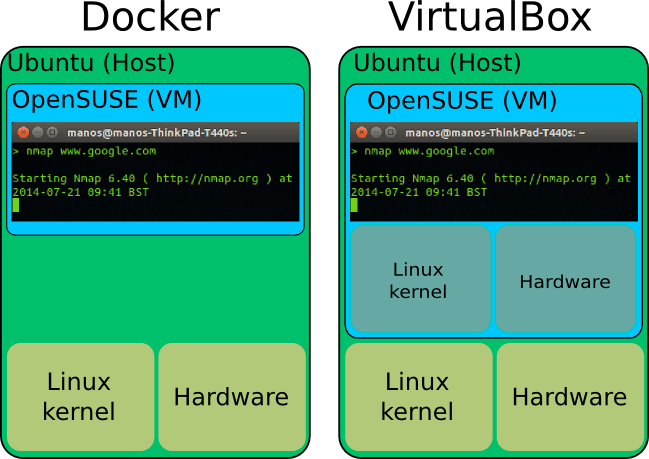 Docker
Ubuntu (Host)
OpenSUSE (VM)
manos@manos-ThinkPad-T440s: ~
> nmap www.google.com
Starting Nmap 6.40 ( http://nmap.org ) at
2014-07-21 09:41 BST
Linux
kernel
Hardware
VirtualBox
Ubuntu (Host)
OpenSUSE (VM)
manos@manos-ThinkPad-T440s: ~
> nmap www.google.com
Starting Nmap 6.40 ( http://nmap.org ) at
2014-07-21 09:41 BST
Linux
kernel
Hardware
Linux
kernel
Hardware